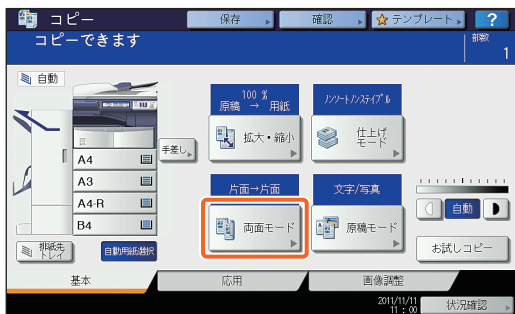 コピー
保存
確認
テンプレート
?
コピーできます
部数
1
自動
100 %
原稿 → 用紙
ノンソート/ノンステイプル
拡大・縮小
仕上げ
モード
手差し
A4
A3
A4-R
B4
片面→片面
文字/写真
両面モード
原稿モード
自動
排紙先
トレイ
自動用紙選択
お試しコピー
基本
応用
画像調整
2011/11/11
11 : 00
状況確認